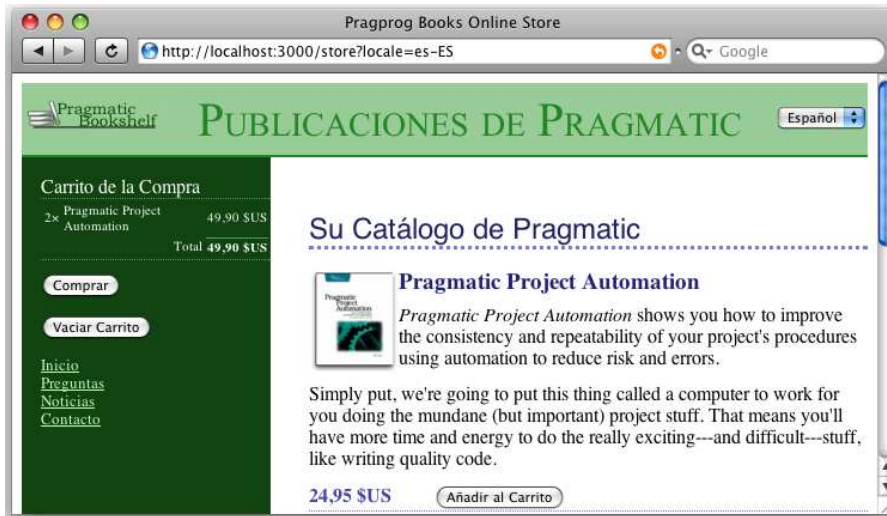 Pragprog Books Online Store
http://localhost:3000/store?locale=es-ES
Google
Pragmatic
Bookshelf
PUBLICACIONES DE PRAGMATIC
Español
Carrito de la Compra
2× Pragmatic Project Automation 49,90 $US
Total 49,90 $US
Comprar
Vaciar Carrito
Inicio
Preguntas
Noticias
Contacto
Su Catálogo de Pragmatic
Pragmatic
Project
Automation
Pragmatic Project Automation
Pragmatic Project Automation shows you how to improve
the consistency and repeatability of your project's procedures
using automation to reduce risk and errors.
Simply put, we're going to put this thing called a computer to work for
you doing the mundane (but important) project stuff. That means you'll
have more time and energy to do the really exciting---and difficult---stuff,
like writing quality code.
24,95 $US
Añadir al Carrito